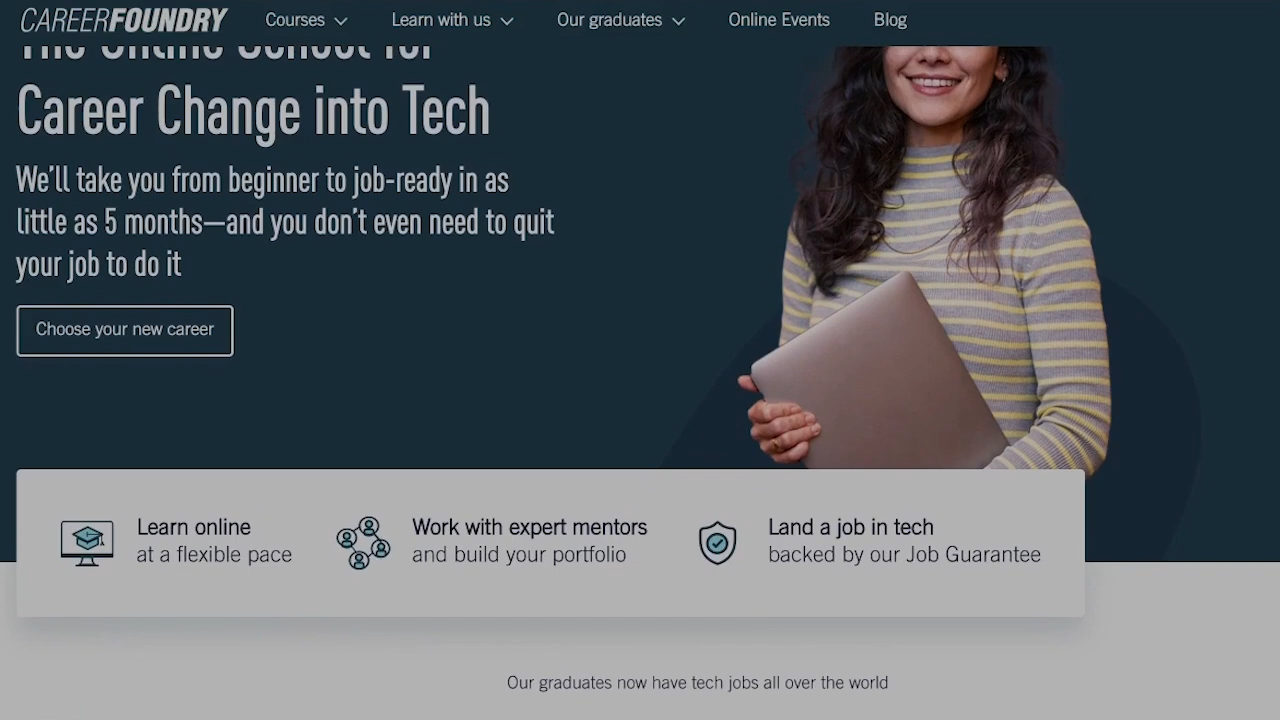 CAREERFOUNDRY Courses Learn with us Our graduates Online Events Blog
The Online School for
Career Change into Tech
We'll take you from beginner to job-ready in as
little as 5 months—and you don't even need to quit
your job to do it
Choose your new career
Learn online
at a flexible pace
Work with expert mentors
and build your portfolio
Land a job in tech
backed by our Job Guarantee
Our graduates now have tech jobs all over the world